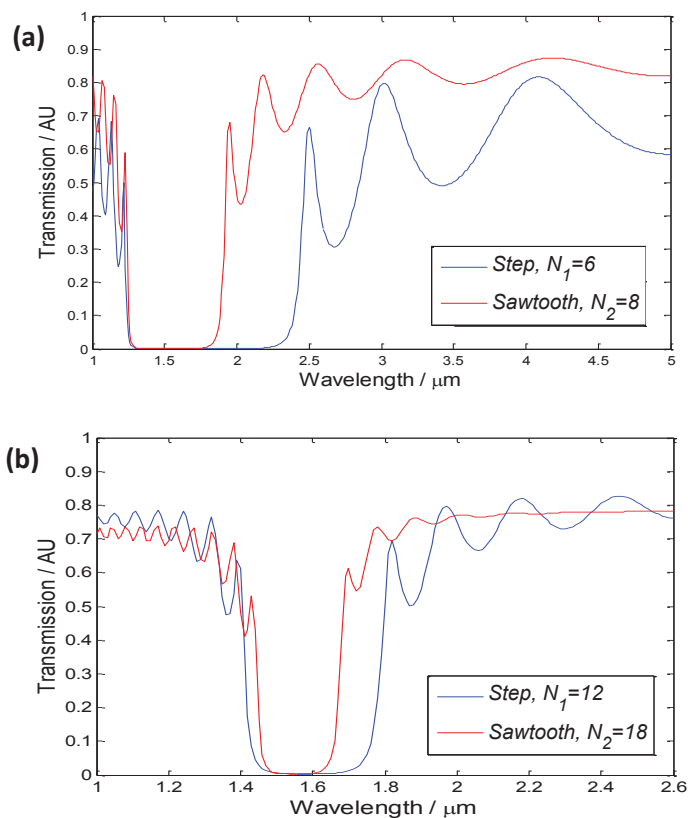 (a)
Transmission / AU
1
0.9
0.8
0.7
0.6
0.5
0.4
0.3
0.2
0.1
0
1 1.5 2 2.5 3 3.5 4 4.5 5
Wavelength / μm
Step, N1=6
Sawtooth, N2=8
(b)
Transmission / AU
1
0.9
0.8
0.7
0.6
0.5
0.4
0.3
0.2
0.1
0
1 1.2 1.4 1.6 1.8 2 2.2 2.4 2.6
Wavelength / μm
Step, N1=12
Sawtooth, N2=18